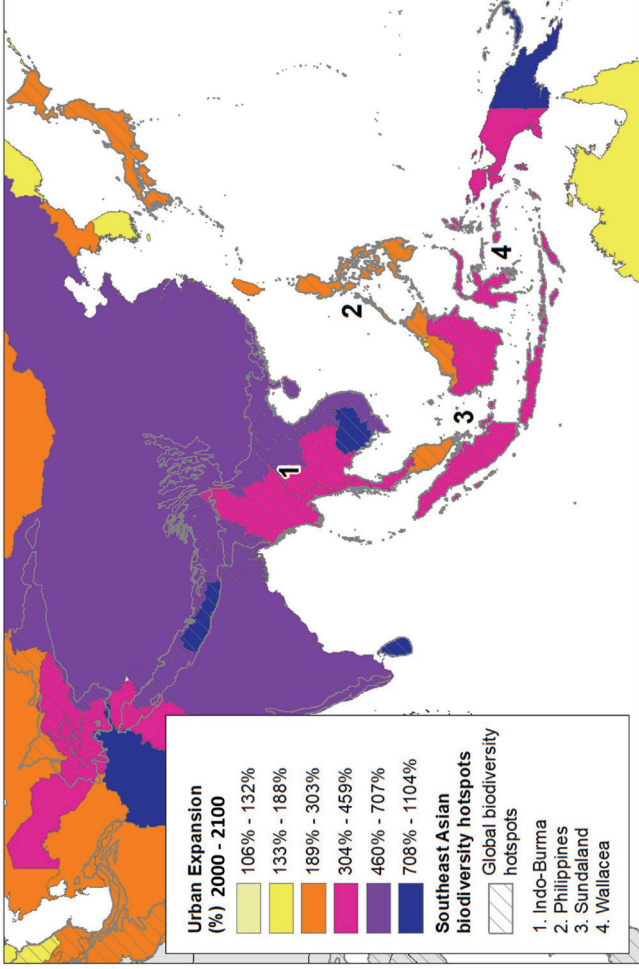 Urban Expansion
(%) 2000 - 2100
106% - 132%
133% - 188%
189% - 303%
304% - 459%
460% - 707%
708% - 1104%
Southeast Asian
biodiversity hotspots
Global biodiversity
hotspots
1. Indo-Burma
2. Philippines
3. Sundaland
4. Wallacea
1
2
3
4